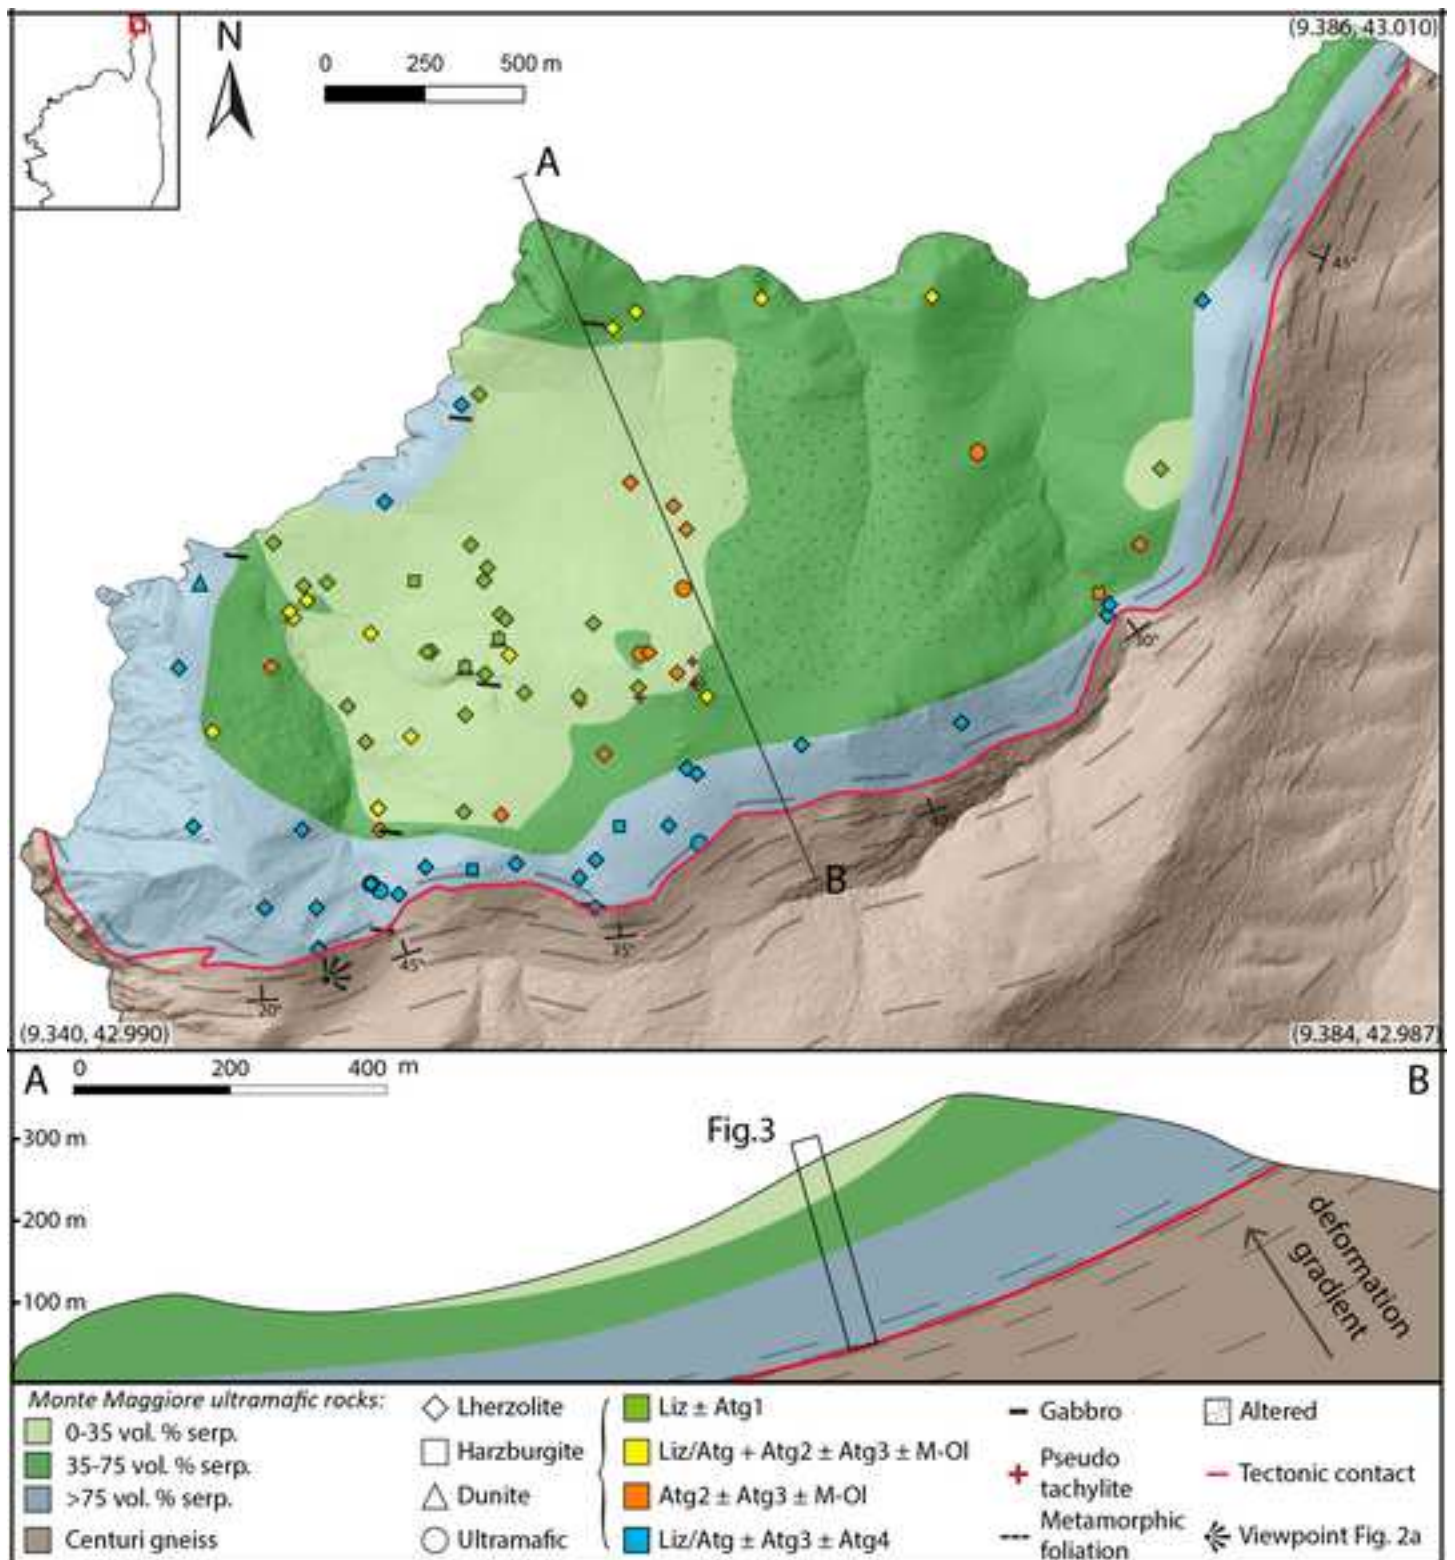 (9.386, 43.010)
N
0 250 500 m
A
45°
B
45°
20°
(9.340, 42.990)
(9.384, 42.987)
A
0 200 400 m
B
Fig.3
300 m
200 m
100 m
deformation
gradient
Monte Maggiore ultramafic rocks:
0-35 vol. % serp.
35-75 vol. % serp.
>75 vol. % serp.
Centuri gneiss
Lherzolite
Harzburgite
Dunite
Ultramafic
Liz ± Atg1
Liz/Atg + Atg2 ± Atg3 ± M-Ol
Atg2 ± Atg3 ± M-Ol
Liz/Atg ± Atg3 ± Atg4
Gabbro
Pseudo
tachylite
Metamorphic
foliation
Altered
Tectonic contact
Viewpoint Fig. 2a